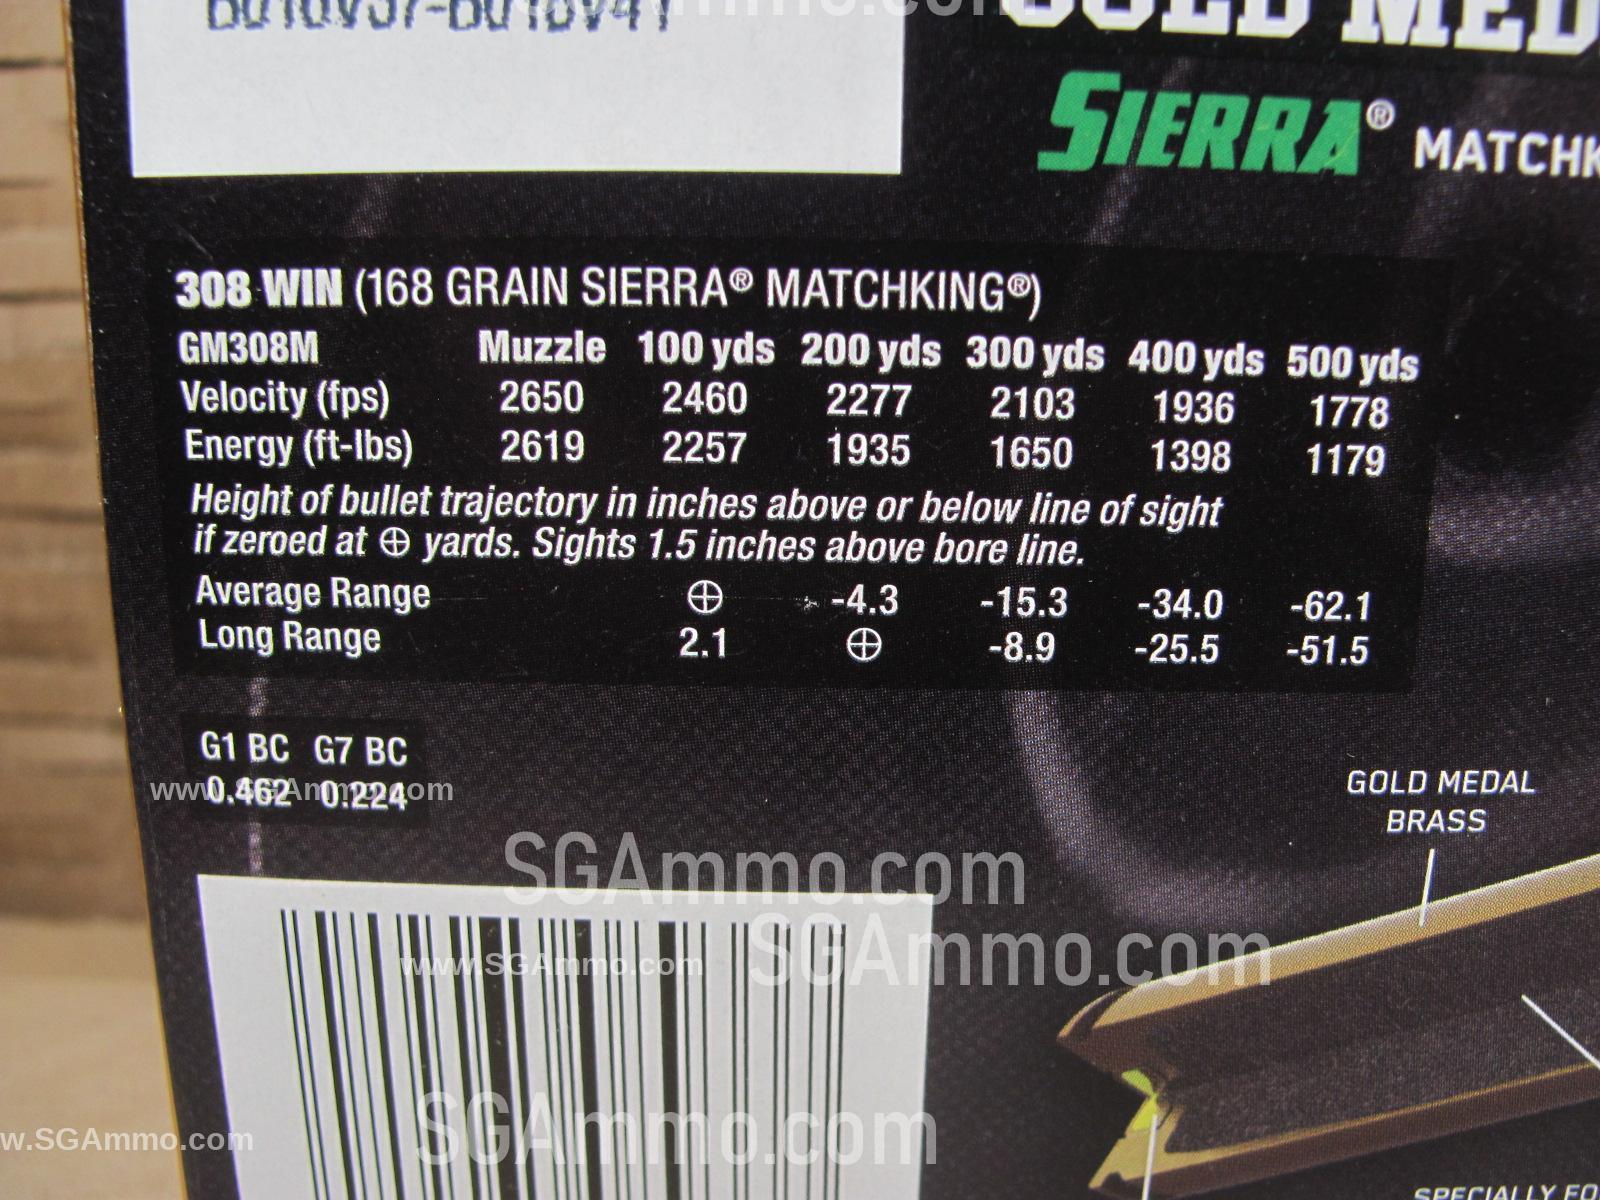 GOLD MED
SIERRA® MATCHK
308 WIN (168 GRAIN SIERRA® MATCHKING®)
GM308M Muzzle 100 yds 200 yds 300 yds 400 yds 500 yds
Velocity (fps) 2650 2460 2277 2103 1936 1778
Energy (ft-lbs) 2619 2257 1935 1650 1398 1179
Height of bullet trajectory in inches above or below line of sight
if zeroed at ⊕ yards. Sights 1.5 inches above bore line.
Average Range ⊕ -4.3 -15.3 -34.0 -62.1
Long Range 2.1 ⊕ -8.9 -25.5 -51.5
G1 BC G7 BC
0.462 0.224
www.SGAmmo.com
GOLD MEDAL
BRASS
SGAmmo.com
SGAmmo.com
www.SGAmmo.com
SGAmmo.com
w.SGAmmo.com
SPECIALLY FO